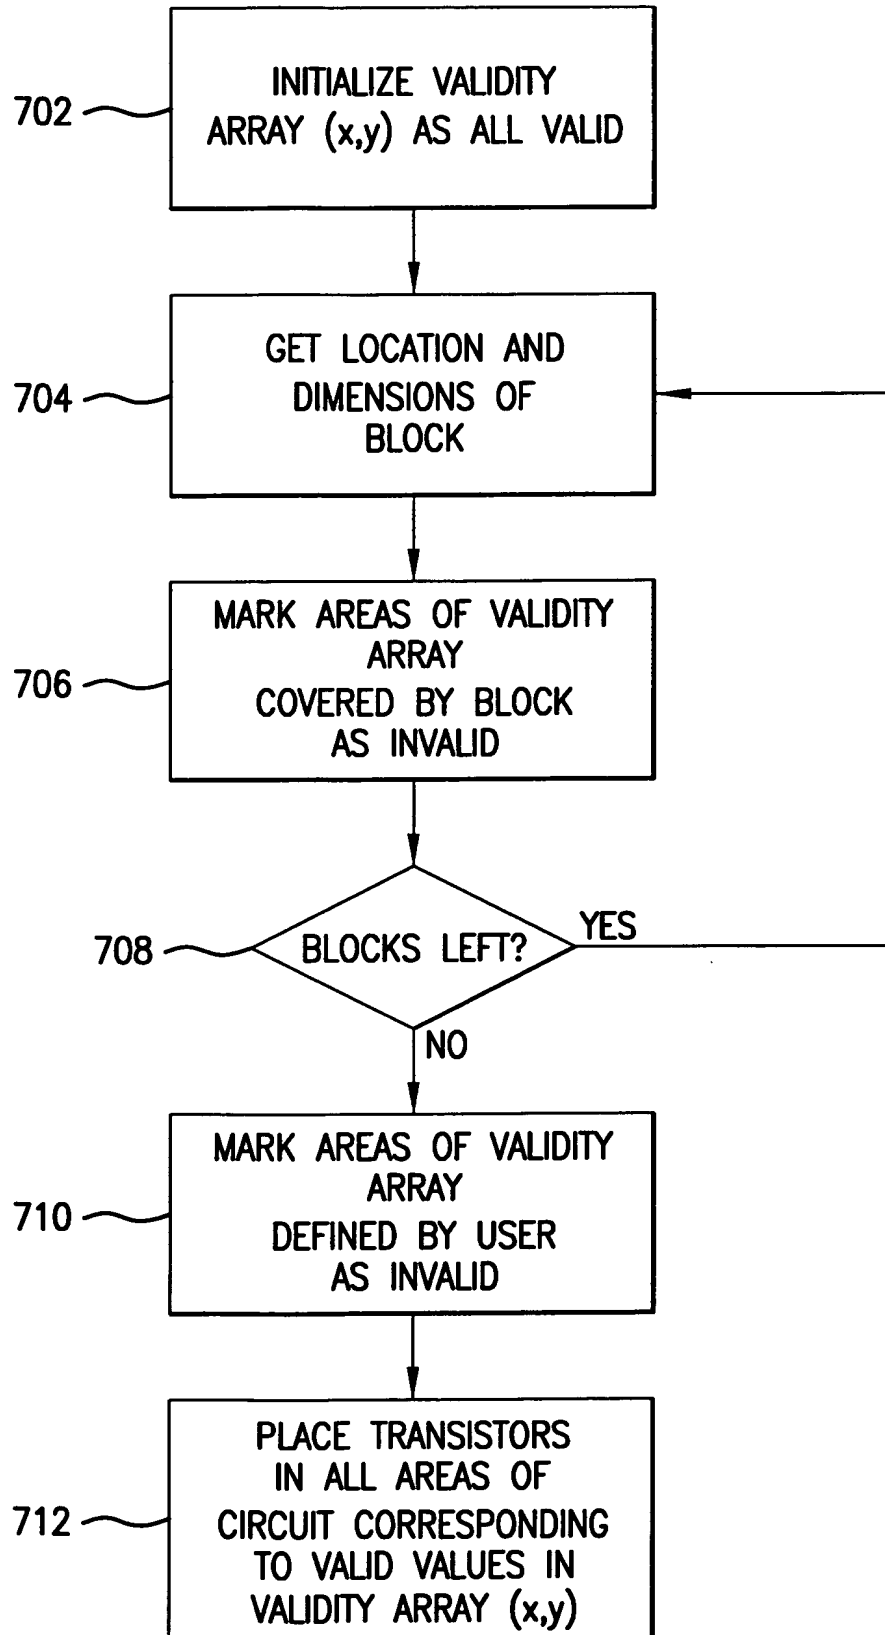 INITIALIZE VALIDITY
ARRAY (x,y) AS ALL VALID
702
GET LOCATION AND
DIMENSIONS OF
BLOCK
704
MARK AREAS OF VALIDITY
ARRAY
COVERED BY BLOCK
AS INVALID
706
BLOCKS LEFT?
YES
708
NO
MARK AREAS OF VALIDITY
ARRAY
DEFINED BY USER
AS INVALID
710
PLACE TRANSISTORS
IN ALL AREAS OF
CIRCUIT CORRESPONDING
TO VALID VALUES IN
VALIDITY ARRAY (x,y)
712